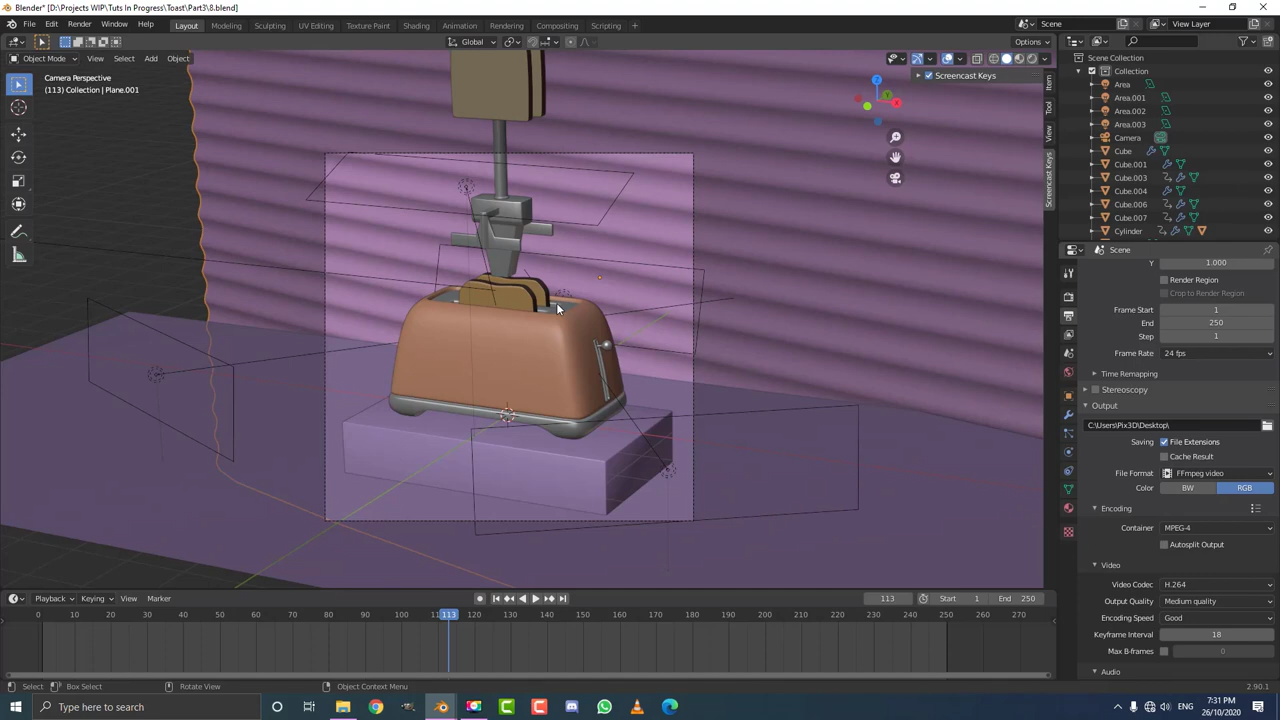 Blender* [D:\Projects WIP\Tuts In Progress\Toast\Part3\8.blend]
File Edit Render Window Help Layout Modeling Sculpting UV Editing Texture Paint Shading Animation Rendering Compositing Scripting Scene View Layer
Global Options
Object Mode View Select Add Object
Camera Perspective
(113) Collection | Plane.001
Screencast Keys
Item
Tool
View
Screencast Keys
Z
Y
X
Scene Collection
Collection
Area
Area.001
Area.002
Area.003
Camera
Cube
Cube.001
Cube.003
Cube.004
Cube.006
Cube.007
Cylinder
Scene
Y 1.000
Render Region
Crop to Render Region
Frame Start 1
End 250
Step 1
Frame Rate 24 fps
Time Remapping
Stereoscopy
Output
C:\Users\Pix3D\Desktop\
Saving File Extensions
Cache Result
File Format FFmpeg video
Color BW RGB
Encoding
Container MPEG-4
Autosplit Output
Video
Video Codec H.264
Output Quality Medium quality
Encoding Speed Good
Keyframe Interval 18
Max B-frames 0
Audio
Playback Keying View Marker 113 Start 1 End 250
0 10 20 30 40 50 60 70 80 90 100 113 120 130 140 150 160 170 180 190 200 210 220 230 240 250 260 270
Select Box Select Rotate View Object Context Menu 2.90.1
Type here to search
7:31 PM
26/10/2020